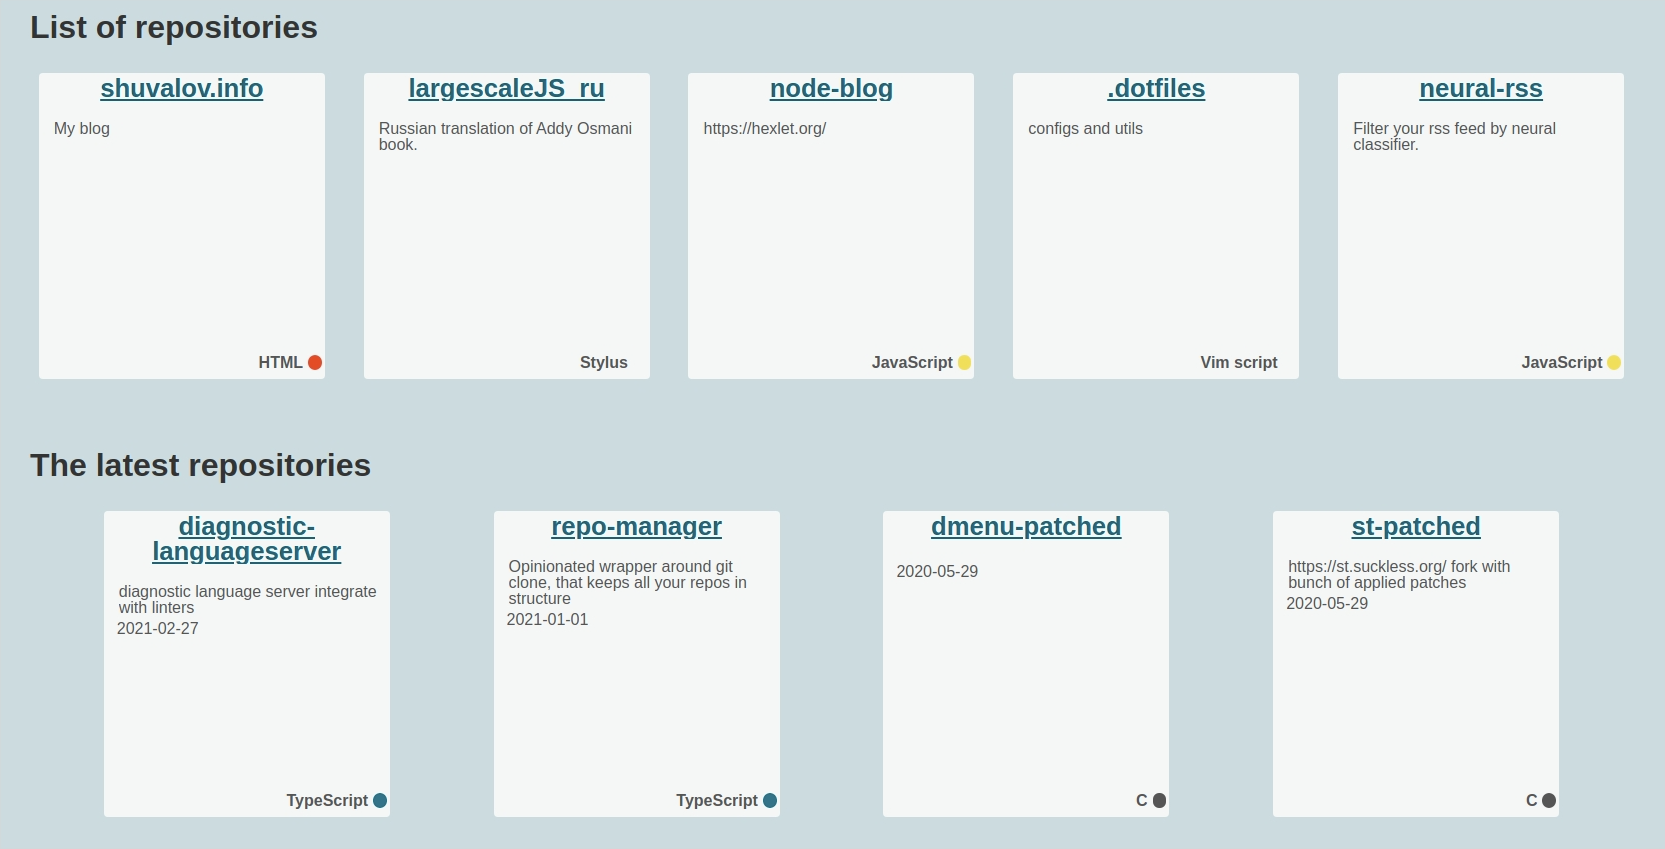 List of repositories
shuvalov.info
My blog
HTML
largescaleJS_ru
Russian translation of Addy Osmani
book.
Stylus
node-blog
https://hexlet.org/
JavaScript
.dotfiles
configs and utils
Vim script
neural-rss
Filter your rss feed by neural
classifier.
JavaScript
The latest repositories
diagnostic-
languageserver
diagnostic language server integrate
with linters
2021-02-27
TypeScript
repo-manager
Opinionated wrapper around git
clone, that keeps all your repos in
structure
2021-01-01
TypeScript
dmenu-patched
2020-05-29
C
st-patched
https://st.suckless.org/ fork with
bunch of applied patches
2020-05-29
C